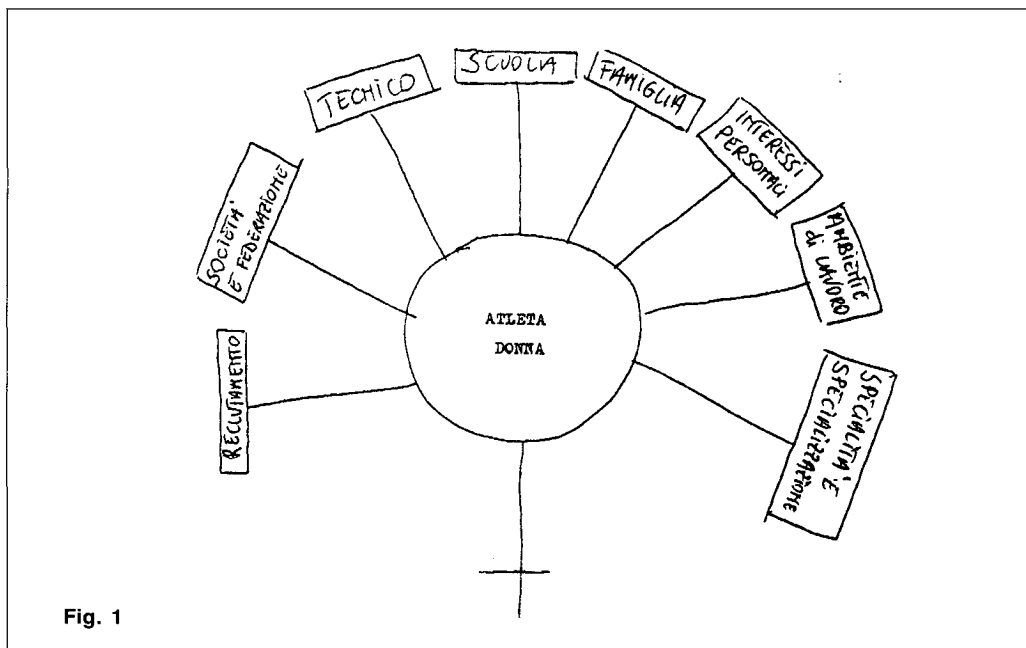 SCUOLA
TECNICO
FAMIGLIA
INTERESSI
PERSONALI
SOCIETA'
E FEDERAZIONE
AMBIENTE
di LAVORO
ATLETA
DONNA
RECLUTAMENTO
SPECIALITA' E
SPECIALIZZAZIONE
Fig. 1